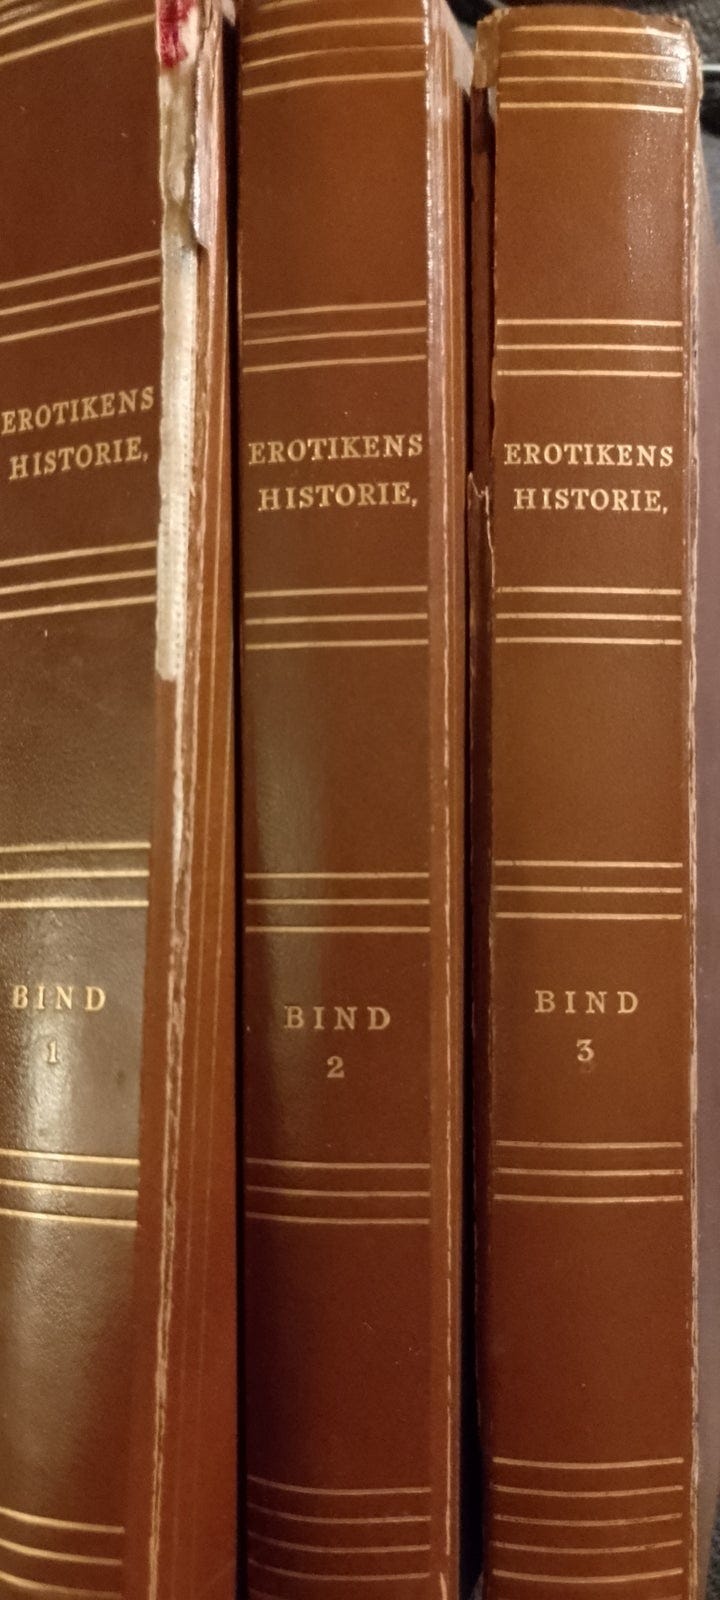 EROTIKENS
HISTORIE,
BIND
1
EROTIKENS
HISTORIE,
BIND
2
EROTIKENS
HISTORIE,
BIND
3